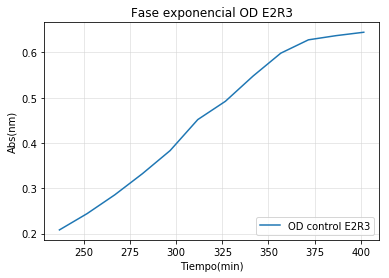 Fase exponencial OD E2R3
Abs(nm)
0.6
0.5
0.4
0.3
0.2
OD control E2R3
250 275 300 325 350 375 400
Tiempo(min)